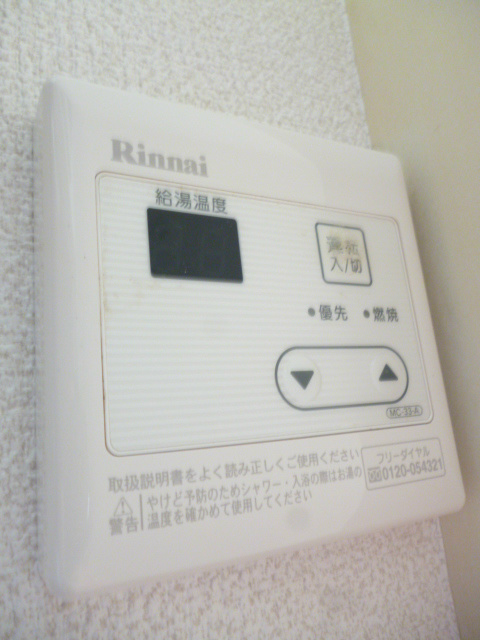 Rinnai
給湯温度
運転
入/切
優先 燃焼
MC-33-A
取扱説明書をよく読み正しくご使用ください
警告 やけど予防のためシャワー・入浴の際はお湯の
温度を確かめて使用してください
フリーダイヤル
0120-054321